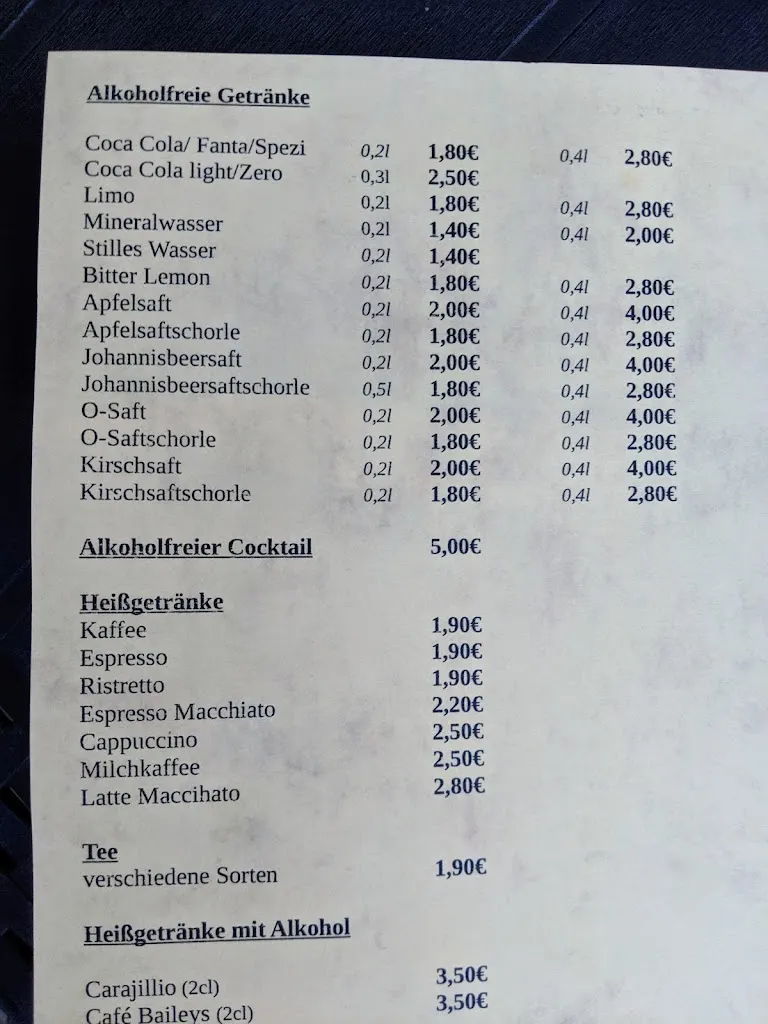 Alkoholfreie Getränke
Coca Cola/ Fanta/Spezi 0,2l 1,80€ 0,4l 2,80€
Coca Cola light/Zero 0,3l 2,50€
Limo 0,2l 1,80€ 0,4l 2,80€
Mineralwasser 0,2l 1,40€ 0,4l 2,00€
Stilles Wasser 0,2l 1,40€
Bitter Lemon 0,2l 1,80€ 0,4l 2,80€
Apfelsaft 0,2l 2,00€ 0,4l 4,00€
Apfelsaftschorle 0,2l 1,80€ 0,4l 2,80€
Johannisbeersaft 0,2l 2,00€ 0,4l 4,00€
Johannisbeersaftschorle 0,5l 1,80€ 0,4l 2,80€
O-Saft 0,2l 2,00€ 0,4l 4,00€
O-Saftschorle 0,2l 1,80€ 0,4l 2,80€
Kirschsaft 0,2l 2,00€ 0,4l 4,00€
Kirschsaftschorle 0,2l 1,80€ 0,4l 2,80€
Alkoholfreier Cocktail 5,00€
Heißgetränke
Kaffee 1,90€
Espresso 1,90€
Ristretto 1,90€
Espresso Macchiato 2,20€
Cappuccino 2,50€
Milchkaffee 2,50€
Latte Maccihato 2,80€
Tee
verschiedene Sorten 1,90€
Heißgetränke mit Alkohol
Carajillio (2cl) 3,50€
Café Baileys (2cl) 3,50€